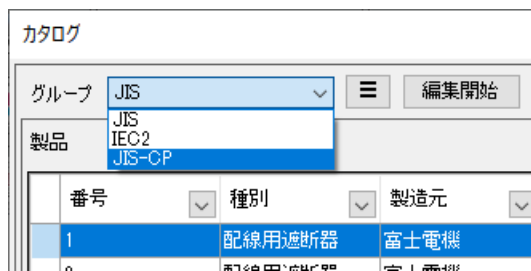 カタログ
グループ JIS ☰ 編集開始
JIS
IEC2
JIS-CP
製品
番号 種別 製造元
1 配線用遮断器 富士電機